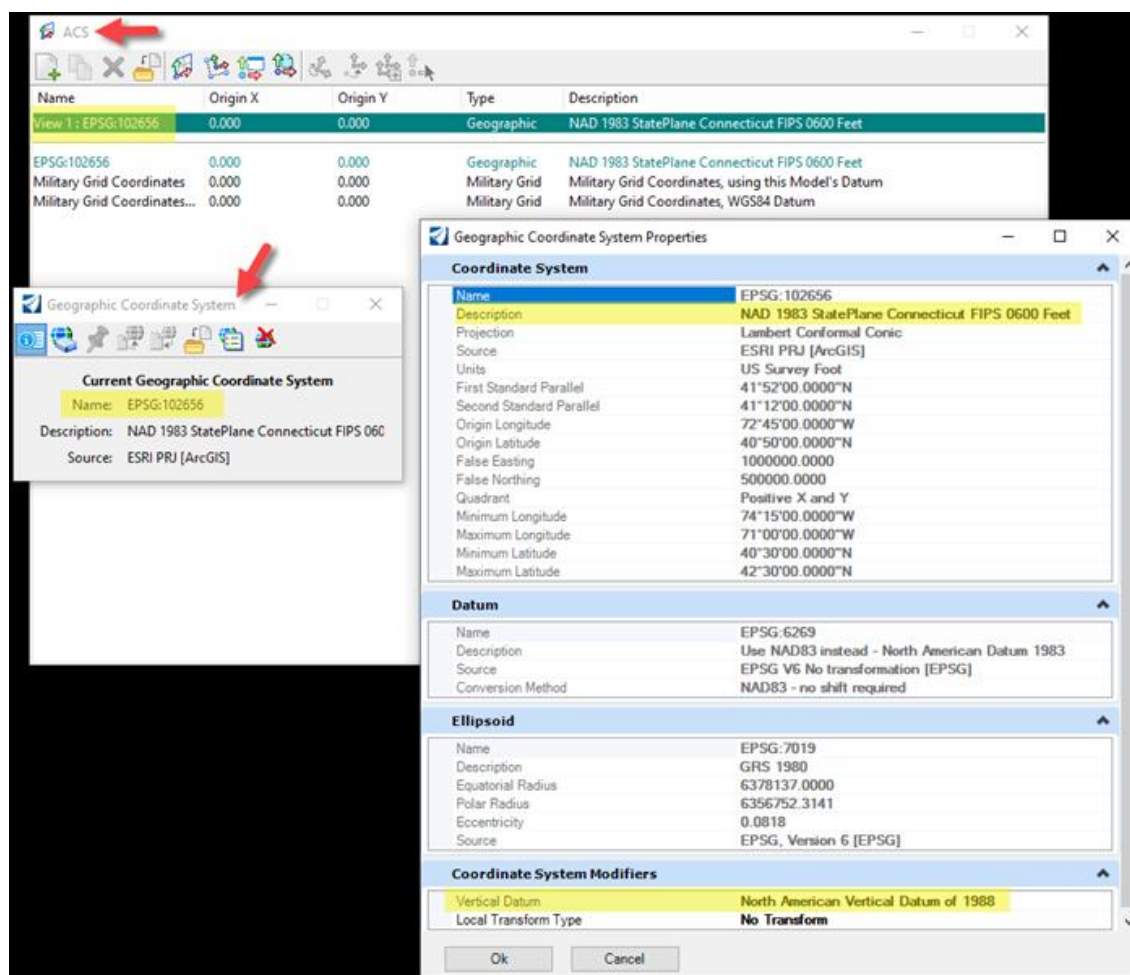 ACS
Name Origin X Origin Y Type Description
View 1 : EPSG:102656 0.000 0.000 Geographic NAD 1983 StatePlane Connecticut FIPS 0600 Feet
EPSG:102656 0.000 0.000 Geographic NAD 1983 StatePlane Connecticut FIPS 0600 Feet
Military Grid Coordinates 0.000 0.000 Military Grid Military Grid Coordinates, using this Model's Datum
Military Grid Coordinates... 0.000 0.000 Military Grid Military Grid Coordinates, WGS84 Datum
Geographic Coordinate System
Current Geographic Coordinate System
Name: EPSG:102656
Description: NAD 1983 StatePlane Connecticut FIPS 060
Source: ESRI PRJ [ArcGIS]
Geographic Coordinate System Properties
Coordinate System
Name EPSG:102656
Description NAD 1983 StatePlane Connecticut FIPS 0600 Feet
Projection Lambert Conformal Conic
Source ESRI PRJ [ArcGIS]
Units US Survey Foot
First Standard Parallel 41°52'00.0000"N
Second Standard Parallel 41°12'00.0000"N
Origin Longitude 72°45'00.0000"W
Origin Latitude 40°50'00.0000"N
False Easting 1000000.0000
False Northing 500000.0000
Quadrant Positive X and Y
Minimum Longitude 74°15'00.0000"W
Maximum Longitude 71°00'00.0000"W
Minimum Latitude 40°30'00.0000"N
Maximum Latitude 42°30'00.0000"N
Datum
Name EPSG:6269
Description Use NAD83 instead - North American Datum 1983
Source EPSG V6 No transformation [EPSG]
Conversion Method NAD83 - no shift required
Ellipsoid
Name EPSG:7019
Description GRS 1980
Equatorial Radius 6378137.0000
Polar Radius 6356752.3141
Eccentricity 0.0818
Source EPSG, Version 6 [EPSG]
Coordinate System Modifiers
Vertical Datum North American Vertical Datum of 1988
Local Transform Type No Transform
Ok Cancel